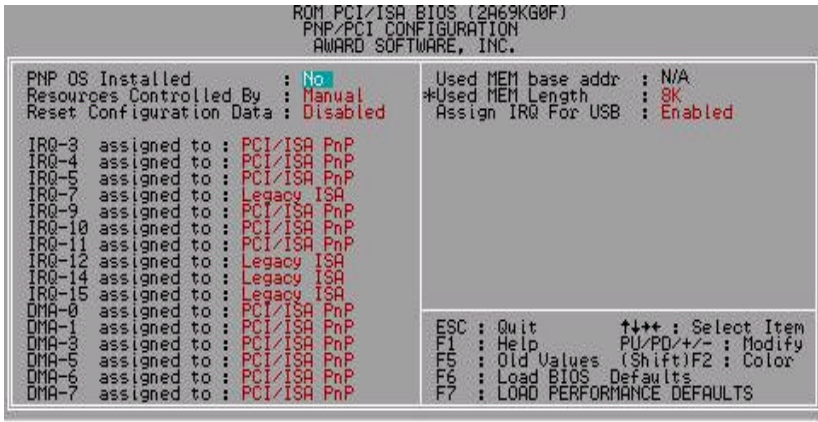 ROM PCI/ISA BIOS (2A69KG0F)
PNP/PCI CONFIGURATION
AWARD SOFTWARE, INC.
PNP OS Installed : No
Resources Controlled By : Manual
Reset Configuration Data : Disabled
IRQ-3 assigned to : PCI/ISA PnP
IRQ-4 assigned to : PCI/ISA PnP
IRQ-5 assigned to : PCI/ISA PnP
IRQ-7 assigned to : Legacy ISA
IRQ-9 assigned to : PCI/ISA PnP
IRQ-10 assigned to : PCI/ISA PnP
IRQ-11 assigned to : PCI/ISA PnP
IRQ-12 assigned to : Legacy ISA
IRQ-14 assigned to : Legacy ISA
IRQ-15 assigned to : Legacy ISA
DMA-0 assigned to : PCI/ISA PnP
DMA-1 assigned to : PCI/ISA PnP
DMA-3 assigned to : PCI/ISA PnP
DMA-5 assigned to : PCI/ISA PnP
DMA-6 assigned to : PCI/ISA PnP
DMA-7 assigned to : PCI/ISA PnP
Used MEM base addr : N/A
*Used MEM Length : 8K
Assign IRQ For USB : Enabled
ESC : Quit ↑↓→← : Select Item
F1 : Help PU/PD/+/- : Modify
F5 : Old Values (Shift)F2 : Color
F6 : Load BIOS Defaults
F7 : LOAD PERFORMANCE DEFAULTS